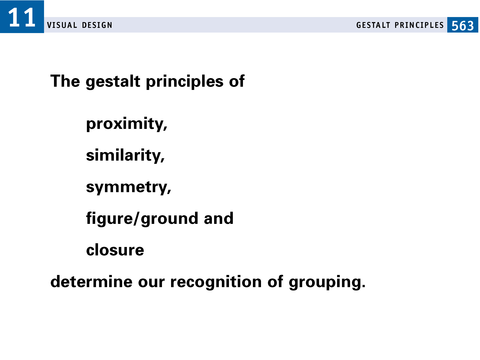 11 VISUAL DESIGN GESTALT PRINCIPLES 563
The gestalt principles of
proximity,
similarity,
symmetry,
figure/ground and
closure
determine our recognition of grouping.